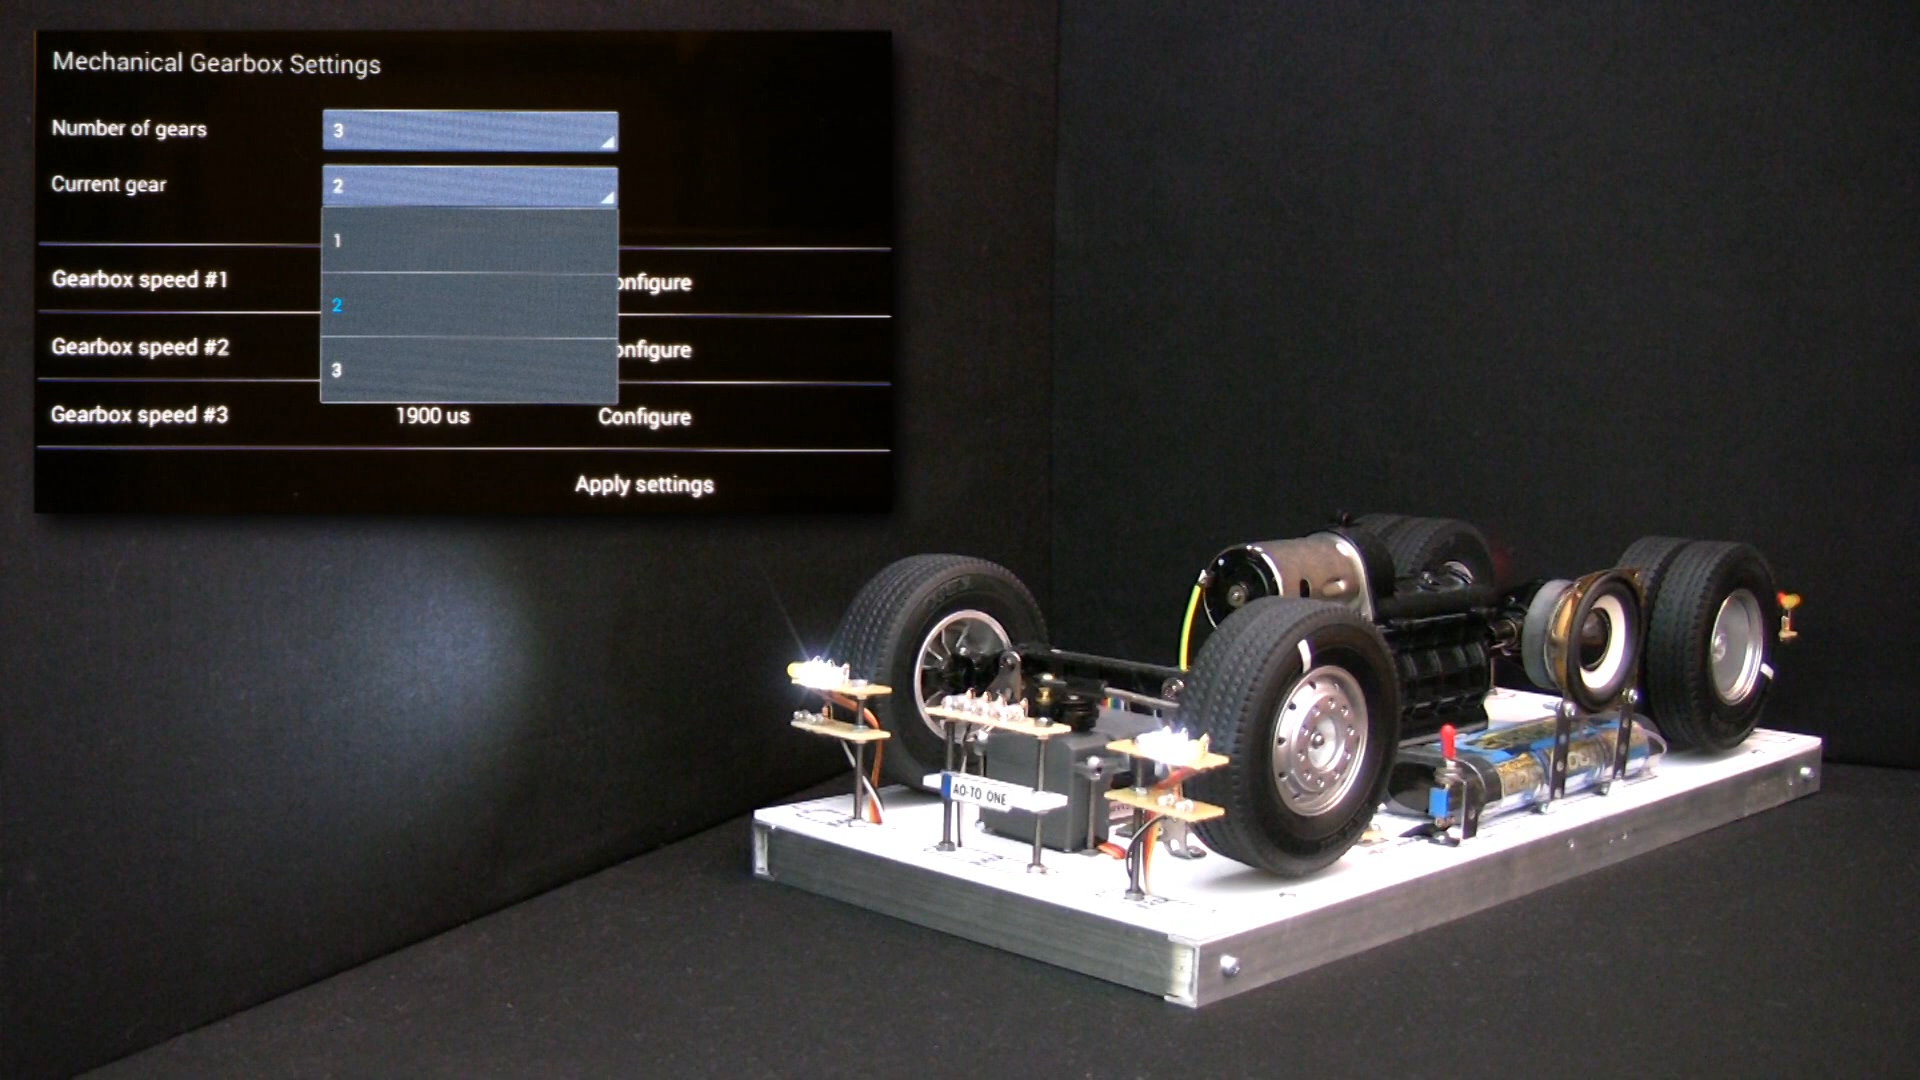 Mechanical Gearbox Settings
Number of gears
3
Current gear
2
1
Gearbox speed #1
onfigure
2
Gearbox speed #2
onfigure
3
Gearbox speed #3
1900 us
Configure
Apply settings
AO-TO ONE